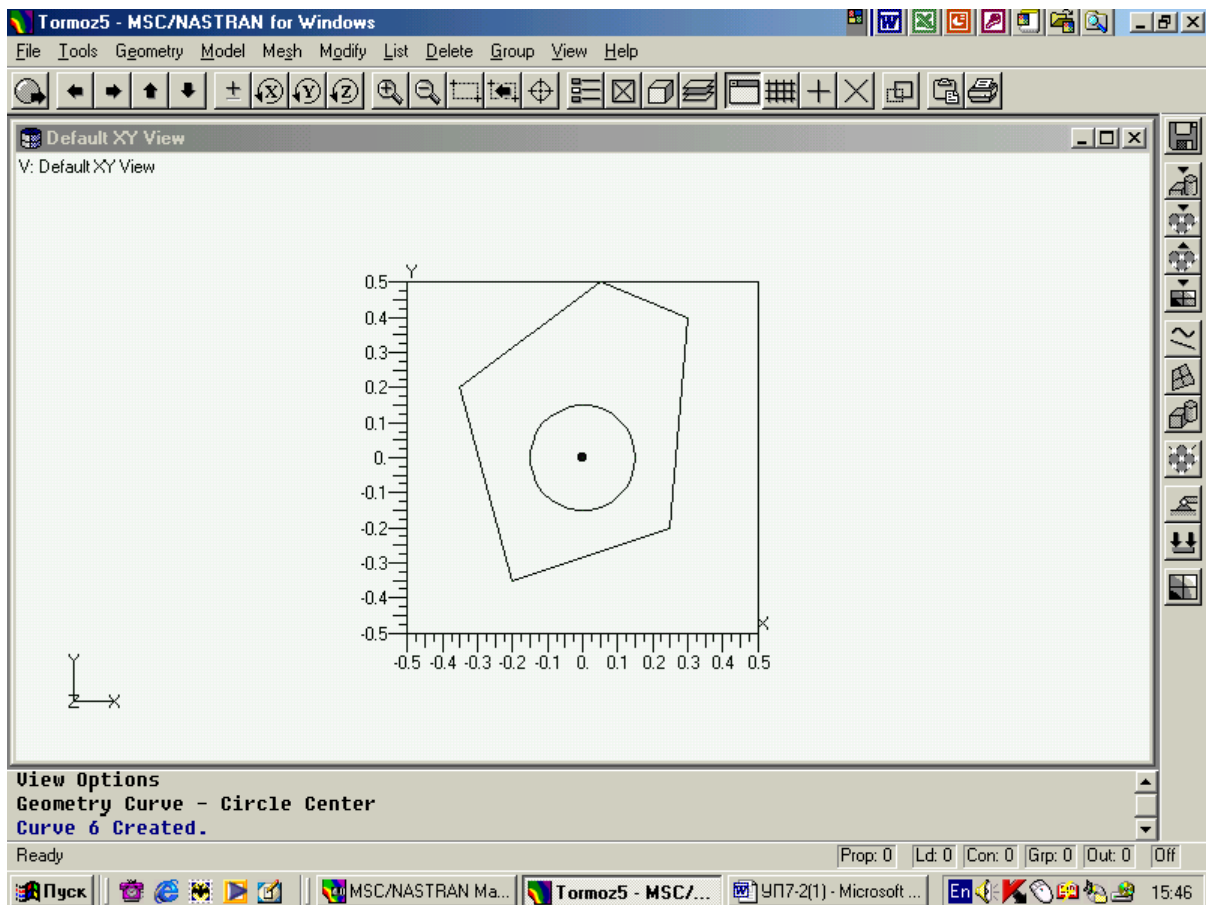 Tormoz5 - MSC/NASTRAN for Windows
File Tools Geometry Model Mesh Modify List Delete Group View Help
Default XY View
V: Default XY View
Y
0.5
0.4
0.3
0.2
0.1
0.
-0.1
-0.2
-0.3
-0.4
-0.5
X
-0.5 -0.4 -0.3 -0.2 -0.1 0. 0.1 0.2 0.3 0.4 0.5
Y
Z X
View Options
Geometry Curve - Circle Center
Curve 6 Created.
Ready Prop: 0 Ld: 0 Con: 0 Grp: 0 Out: 0 Off
Пуск MSC/NASTRAN Ma... Tormoz5 - MSC/... УП7-2(1) - Microsoft ... En 15:46